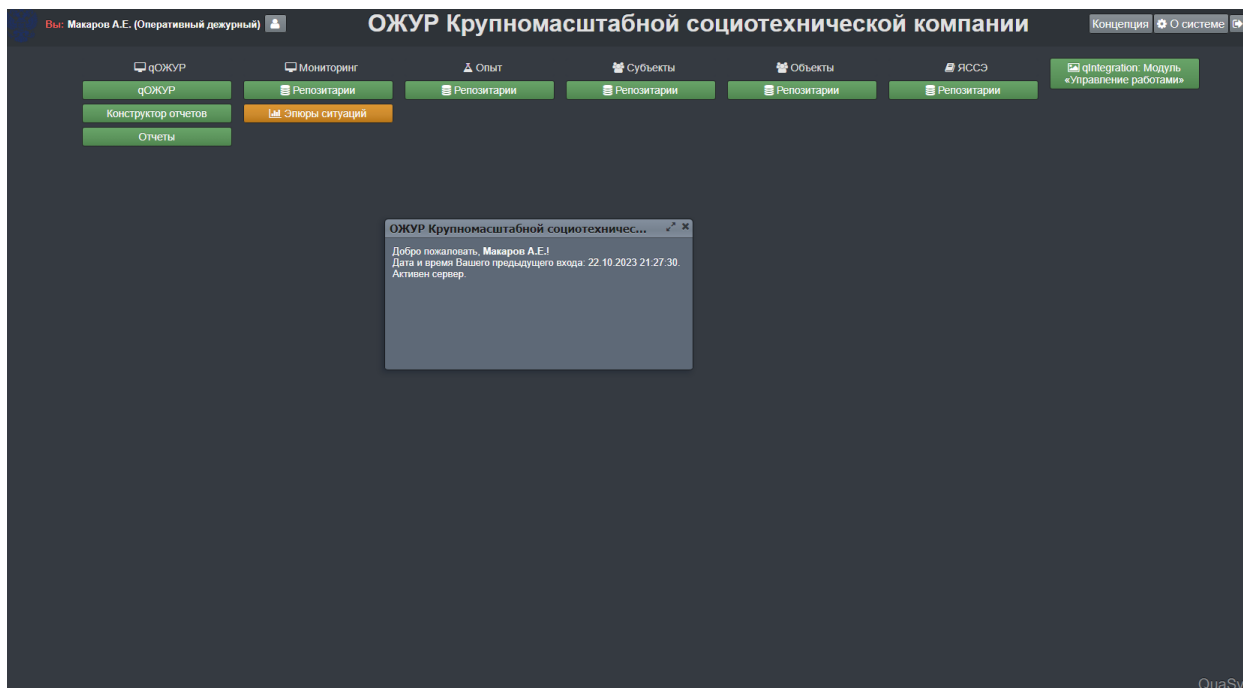 Вы: Макаров А.Е. (Оперативный дежурный)
ОЖУР Крупномасштабной социотехнической компании
Концепция О системе
qОЖУР Мониторинг Опыт Субъекты Объекты ЯССЭ
qIntegration: Модуль
«Управление работами»
qОЖУР Репозитарии Репозитарии Репозитарии Репозитарии Репозитарии
Конструктор отчетов Эпюры ситуаций
Отчеты
ОЖУР Крупномасштабной социотехничес...
Добро пожаловать, Макаров А.Е.!
Дата и время Вашего предыдущего входа: 22.10.2023 21:27:30.
Активен сервер.
QuaSy